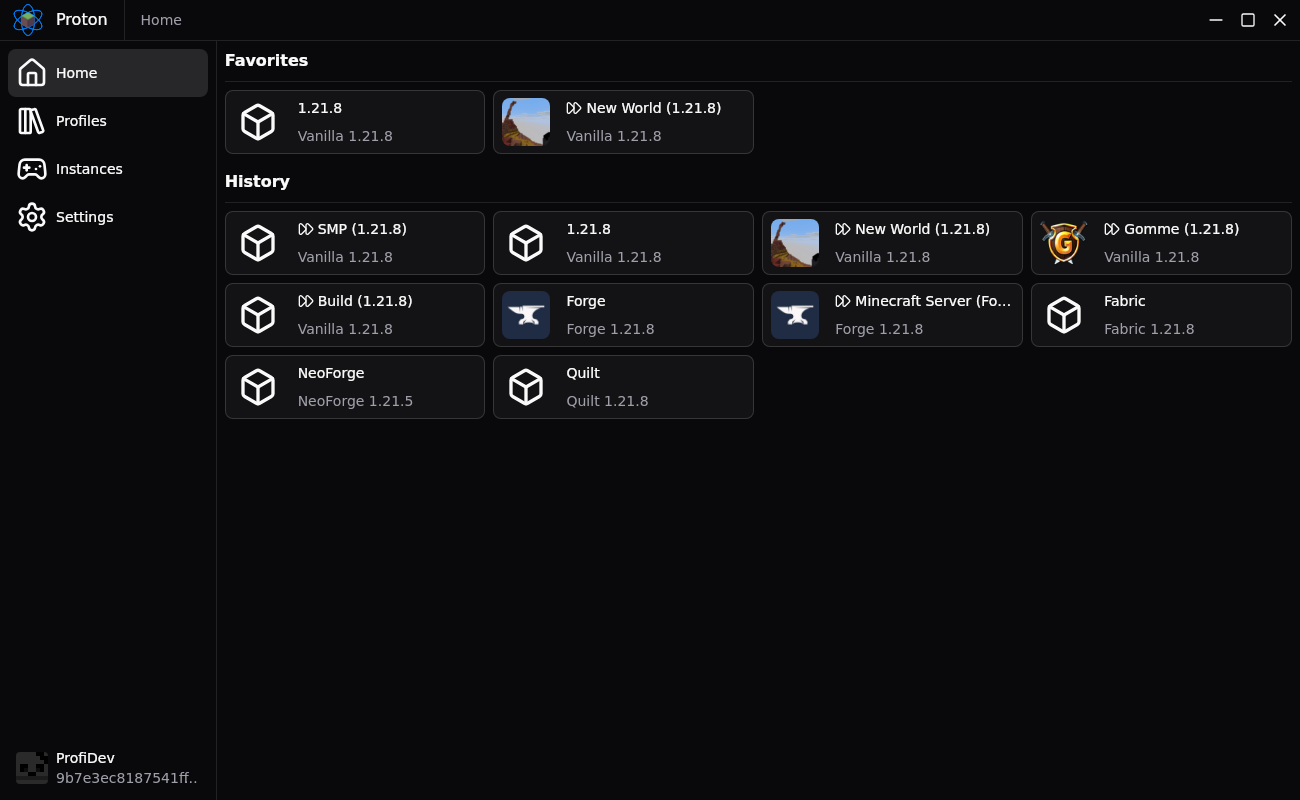 Proton
Home
Home
Profiles
Instances
Settings
Favorites
1.21.8
Vanilla 1.21.8
New World (1.21.8)
Vanilla 1.21.8
History
SMP (1.21.8)
Vanilla 1.21.8
1.21.8
Vanilla 1.21.8
New World (1.21.8)
Vanilla 1.21.8
G
Gomme (1.21.8)
Vanilla 1.21.8
Build (1.21.8)
Vanilla 1.21.8
Forge
Forge 1.21.8
Minecraft Server (Fo...
Forge 1.21.8
Fabric
Fabric 1.21.8
NeoForge
NeoForge 1.21.5
Quilt
Quilt 1.21.8
ProfiDev
9b7e3ec8187541ff..